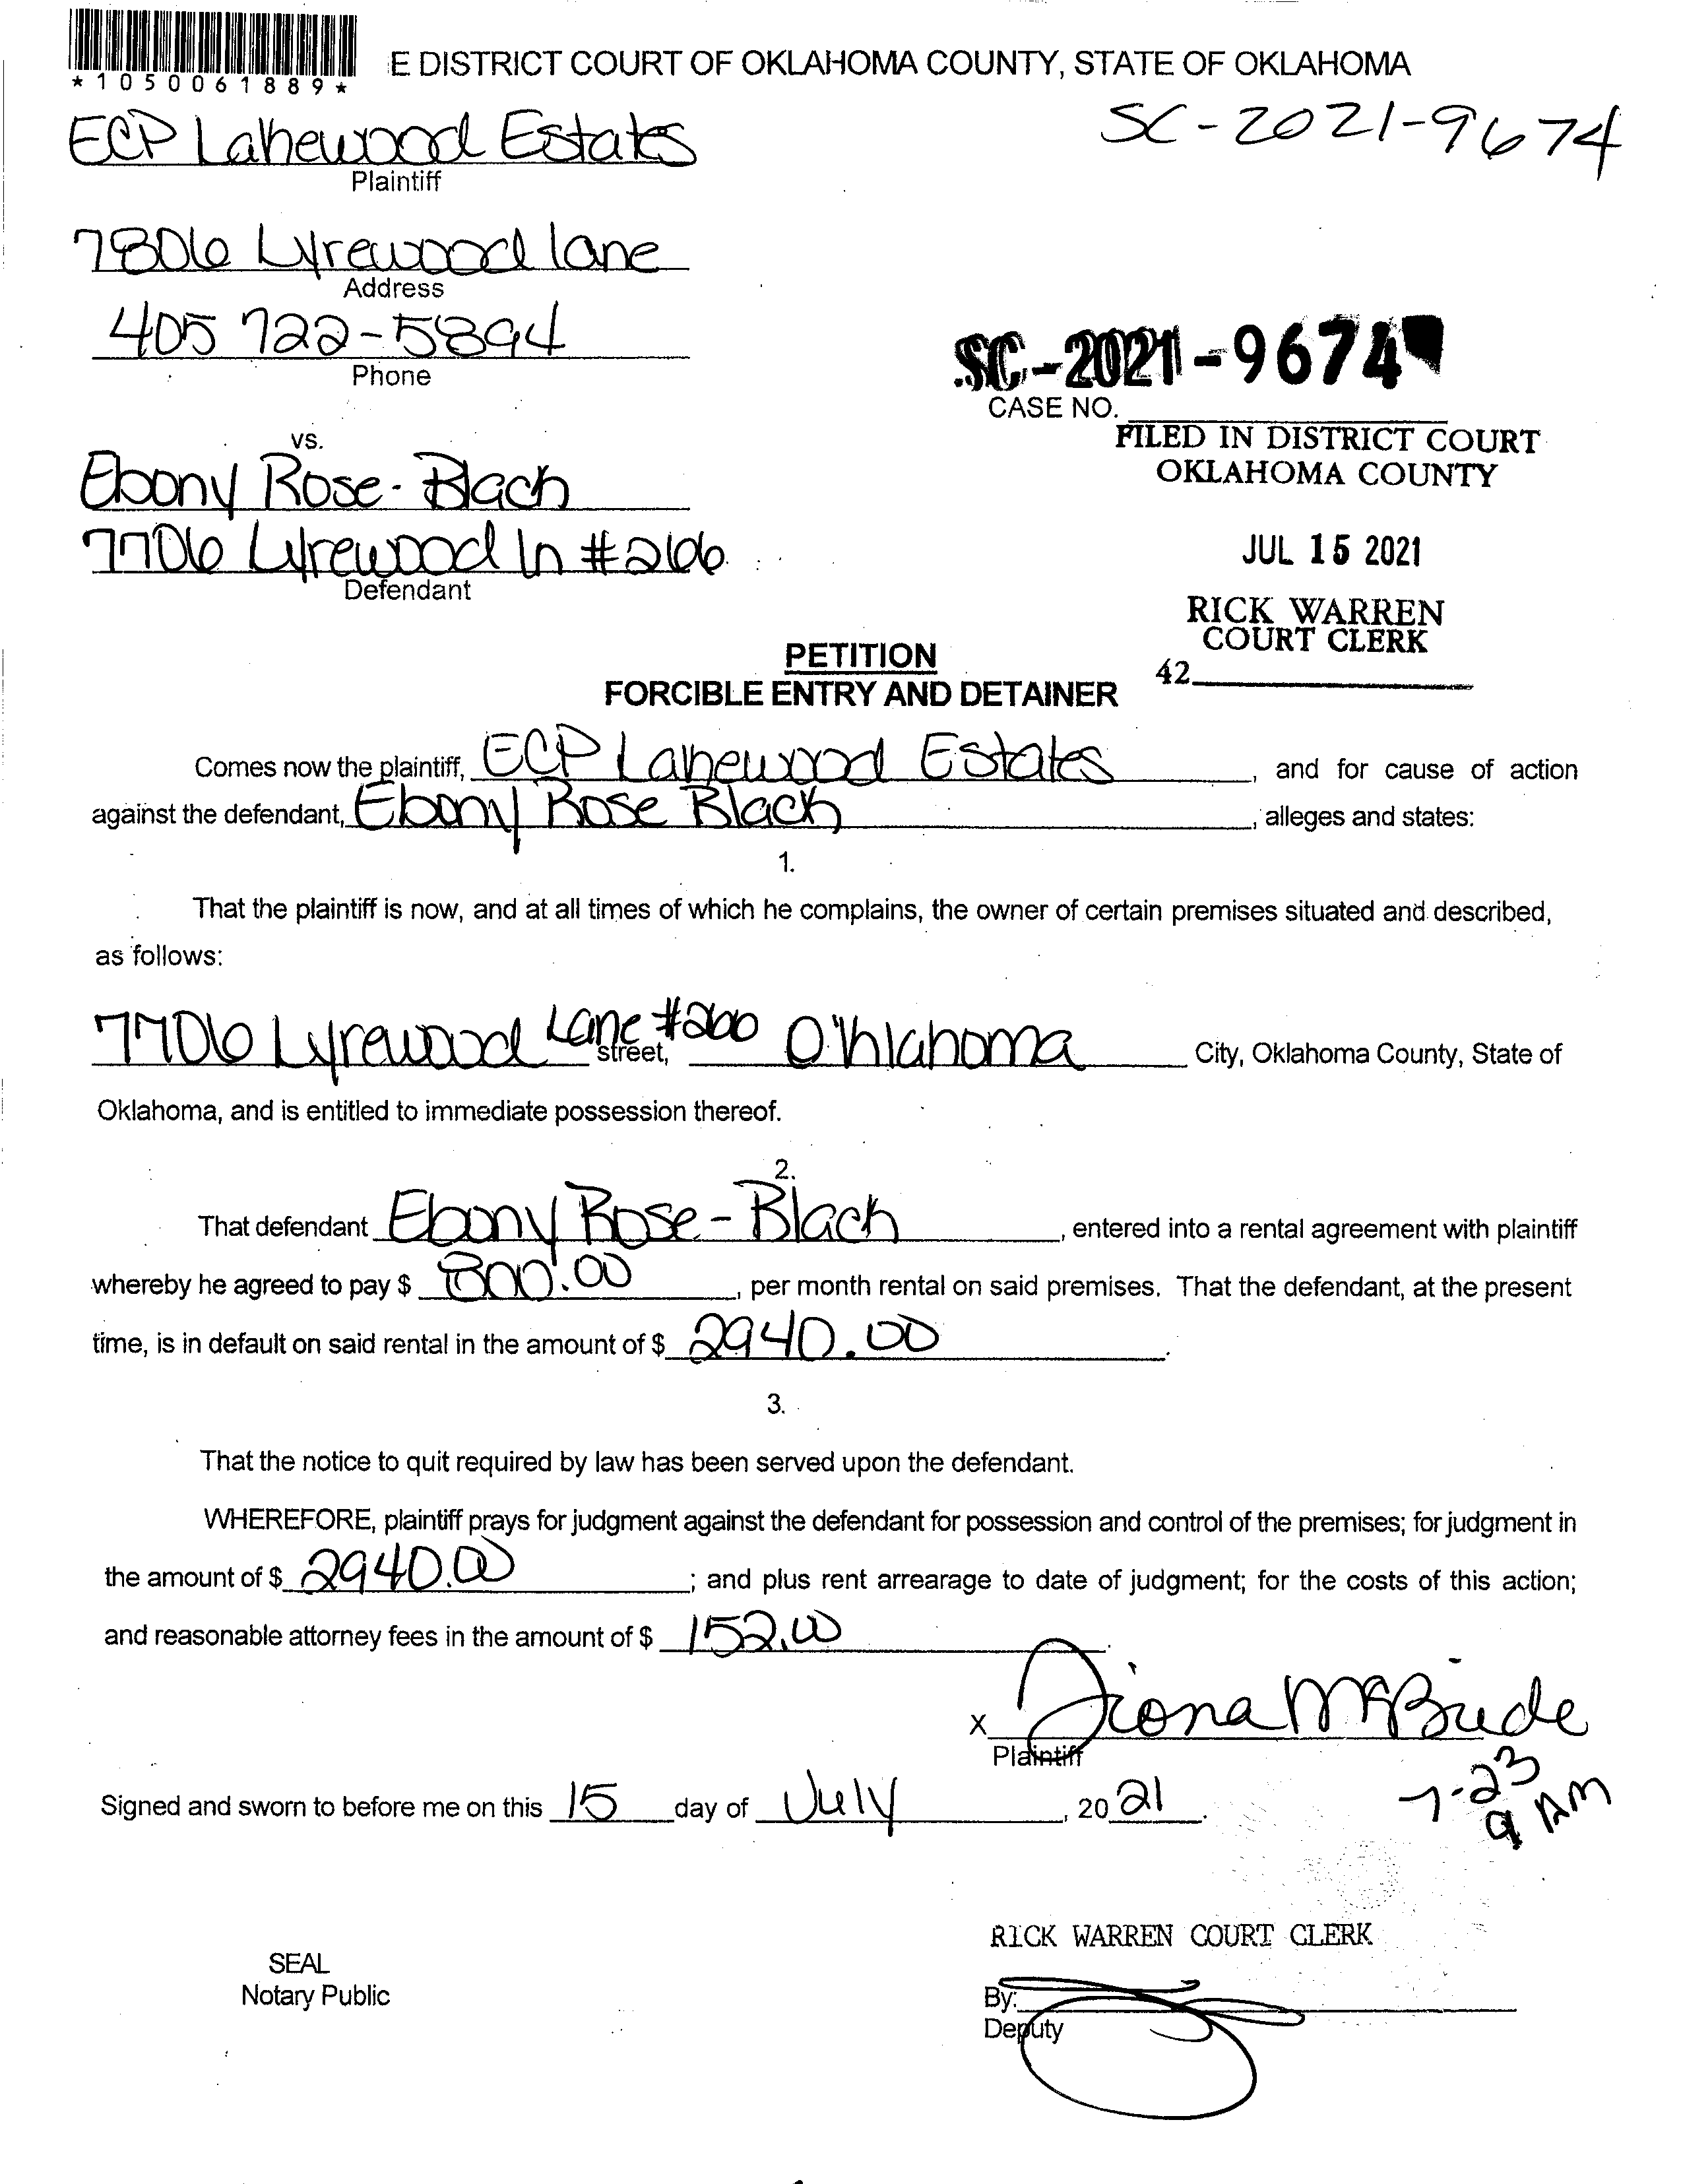 *1050061889*
E DISTRICT COURT OF OKLAHOMA COUNTY, STATE OF OKLAHOMA
SC-2021-9674
ECP Lakewood Estates
Plaintiff
7806 Lyrewood lane
Address
405 722-5894
Phone
SC-2021-9674
CASE NO.
FILED IN DISTRICT COURT
OKLAHOMA COUNTY
JUL 15 2021
RICK WARREN
COURT CLERK
42
vs.
Ebony Rose-Black
7706 Lyrewood ln #266
Defendant
PETITION
FORCIBLE ENTRY AND DETAINER
Comes now the plaintiff, ECP Lakewood Estates, and for cause of action
against the defendant, Ebony Rose Black, alleges and states:
1.
That the plaintiff is now, and at all times of which he complains, the owner of certain premises situated and described,
as follows:
7706 Lyrewood Lane #266 street, Oklahoma City, Oklahoma County, State of
Oklahoma, and is entitled to immediate possession thereof.
2.
That defendant Ebony Rose-Black, entered into a rental agreement with plaintiff
whereby he agreed to pay $ 800.00, per month rental on said premises. That the defendant, at the present
time, is in default on said rental in the amount of $ 2940.00.
3.
That the notice to quit required by law has been served upon the defendant.
WHEREFORE, plaintiff prays for judgment against the defendant for possession and control of the premises; for judgment in
the amount of $ 2940.00; and plus rent arrearage to date of judgment; for the costs of this action;
and reasonable attorney fees in the amount of $ 152.00.
X Fiona McBride
Plaintiff
7-23
9 AM
Signed and sworn to before me on this 15 day of July, 2021.
RICK WARREN COURT CLERK
SEAL
Notary Public
By:
Deputy